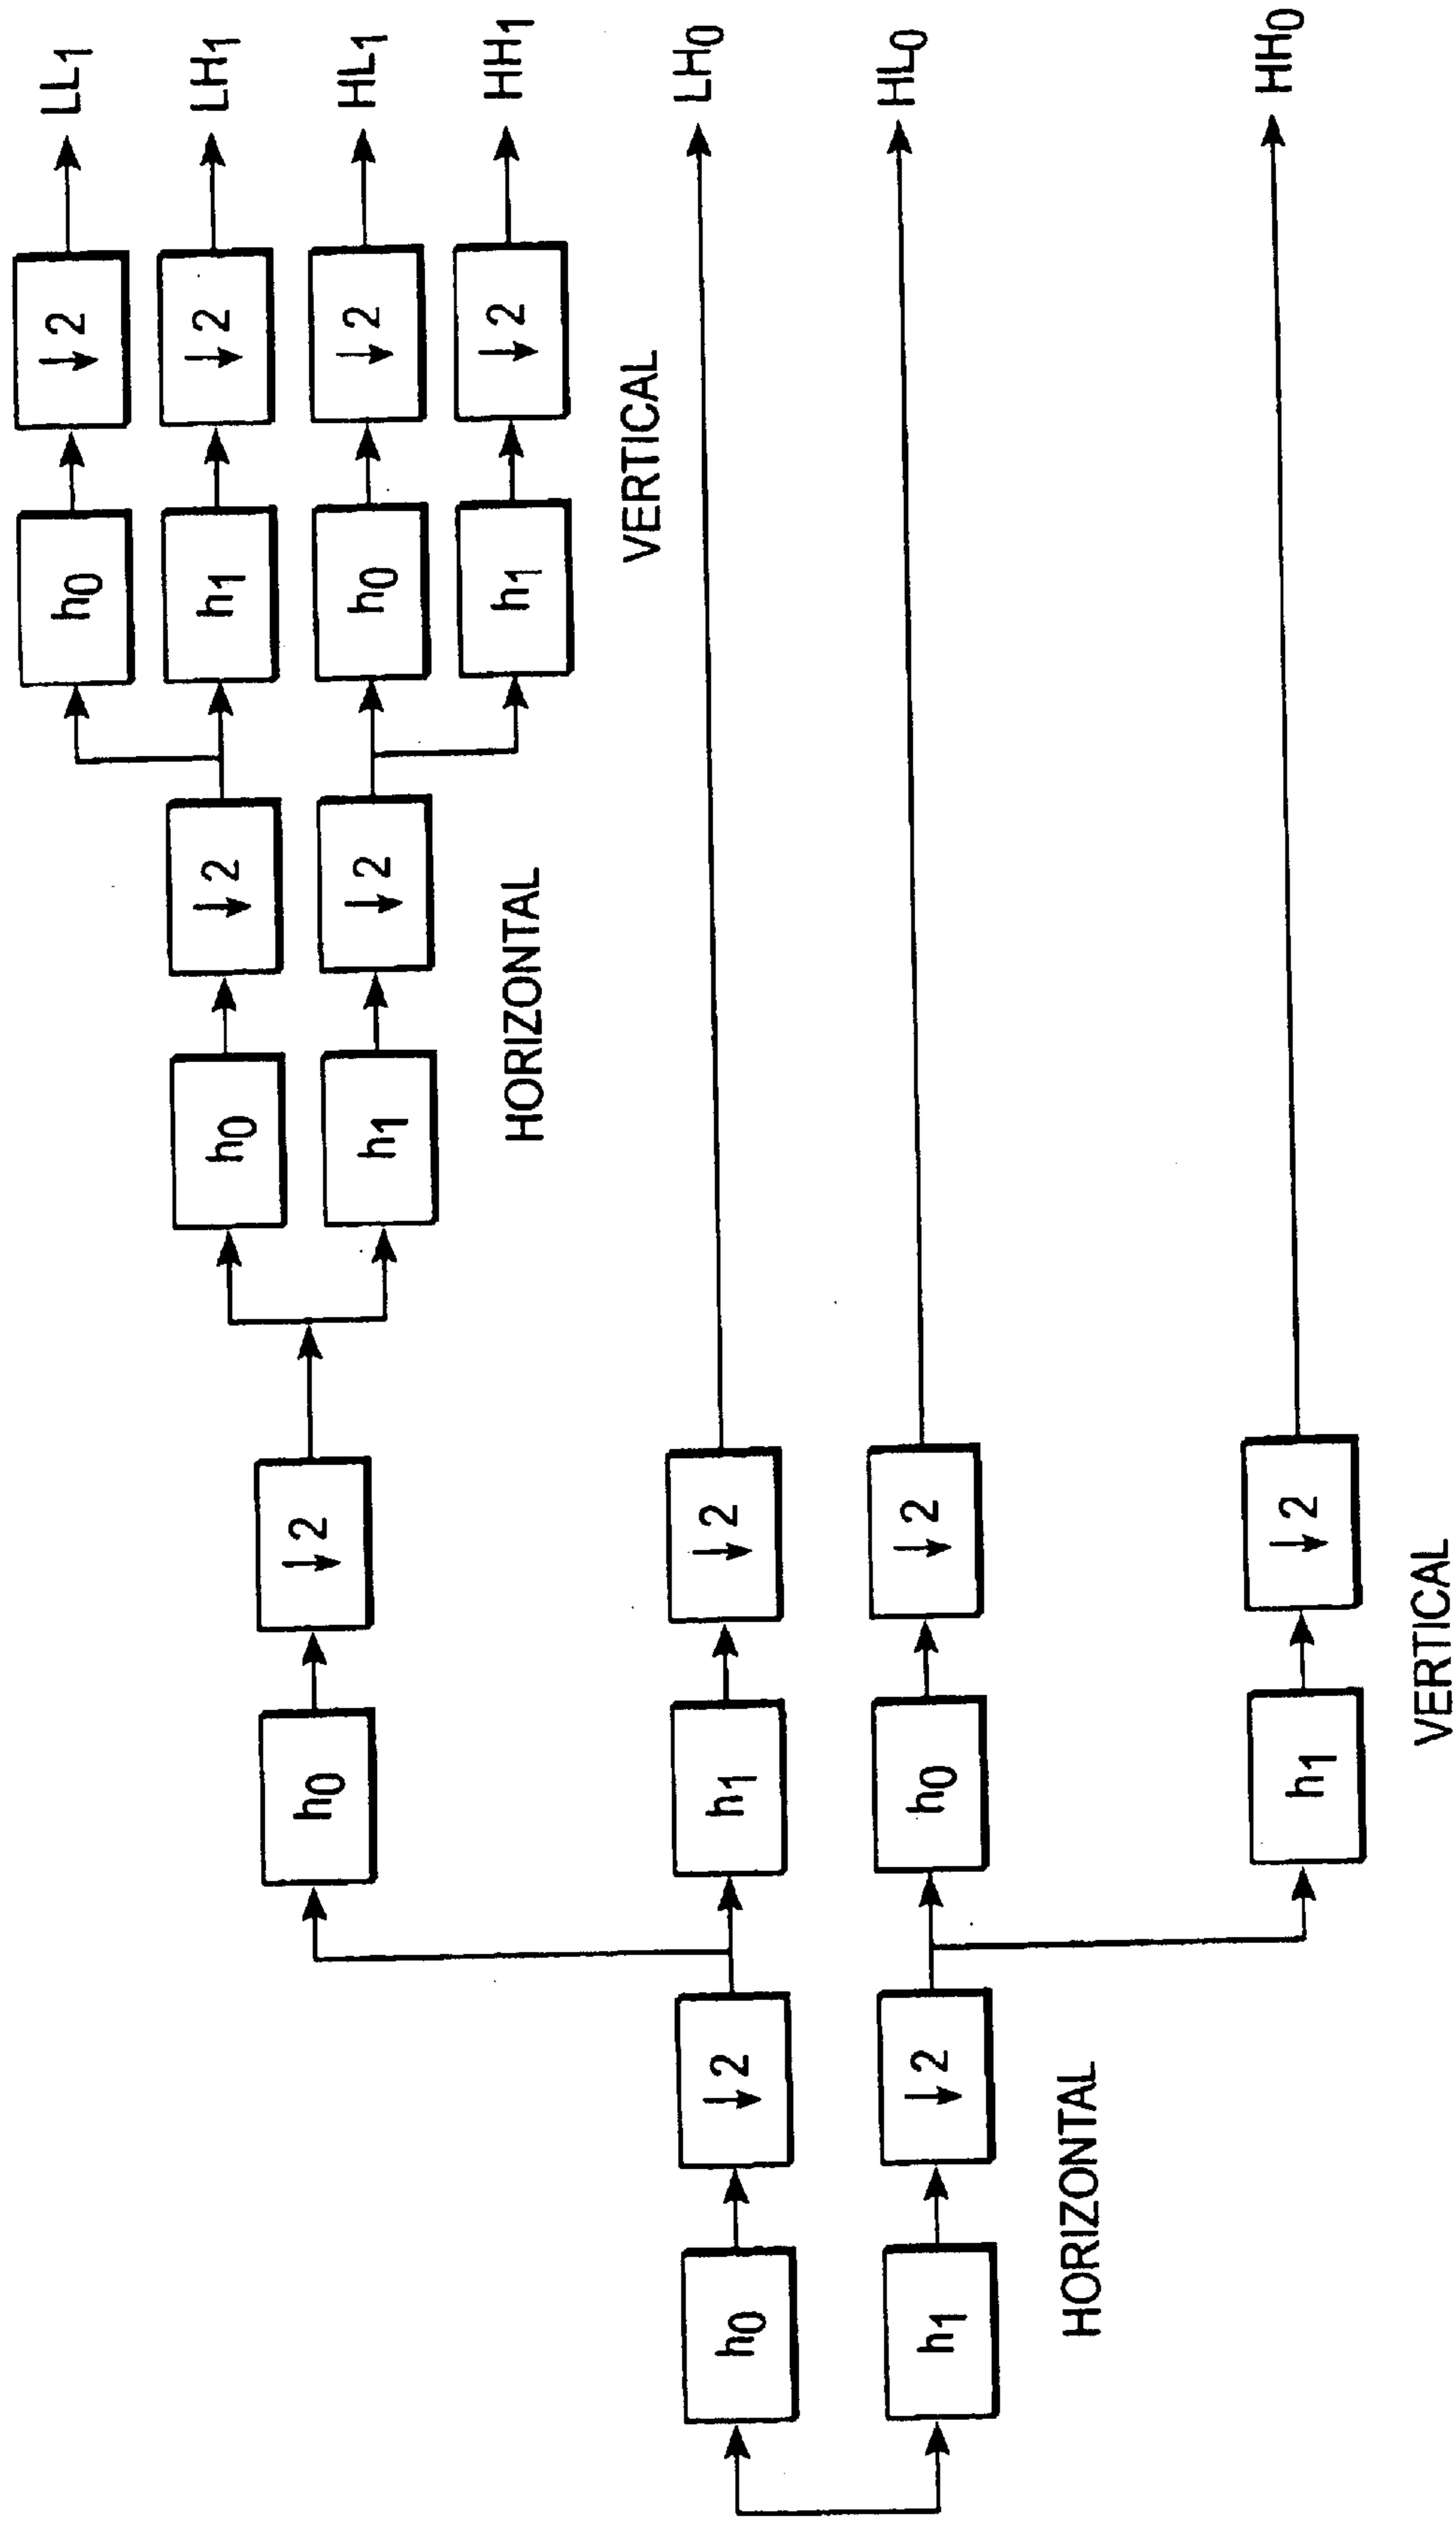 h0 ↓2 LL1
h0 ↓2 h1 ↓2 LH1
h0 ↓2
h1 ↓2 h0 ↓2 HL1
h1 ↓2 HH1
HORIZONTAL
VERTICAL
h0 ↓2 h1 ↓2 LH0
h1 ↓2 h0 ↓2 HL0
HORIZONTAL
h1 ↓2 HH0
VERTICAL